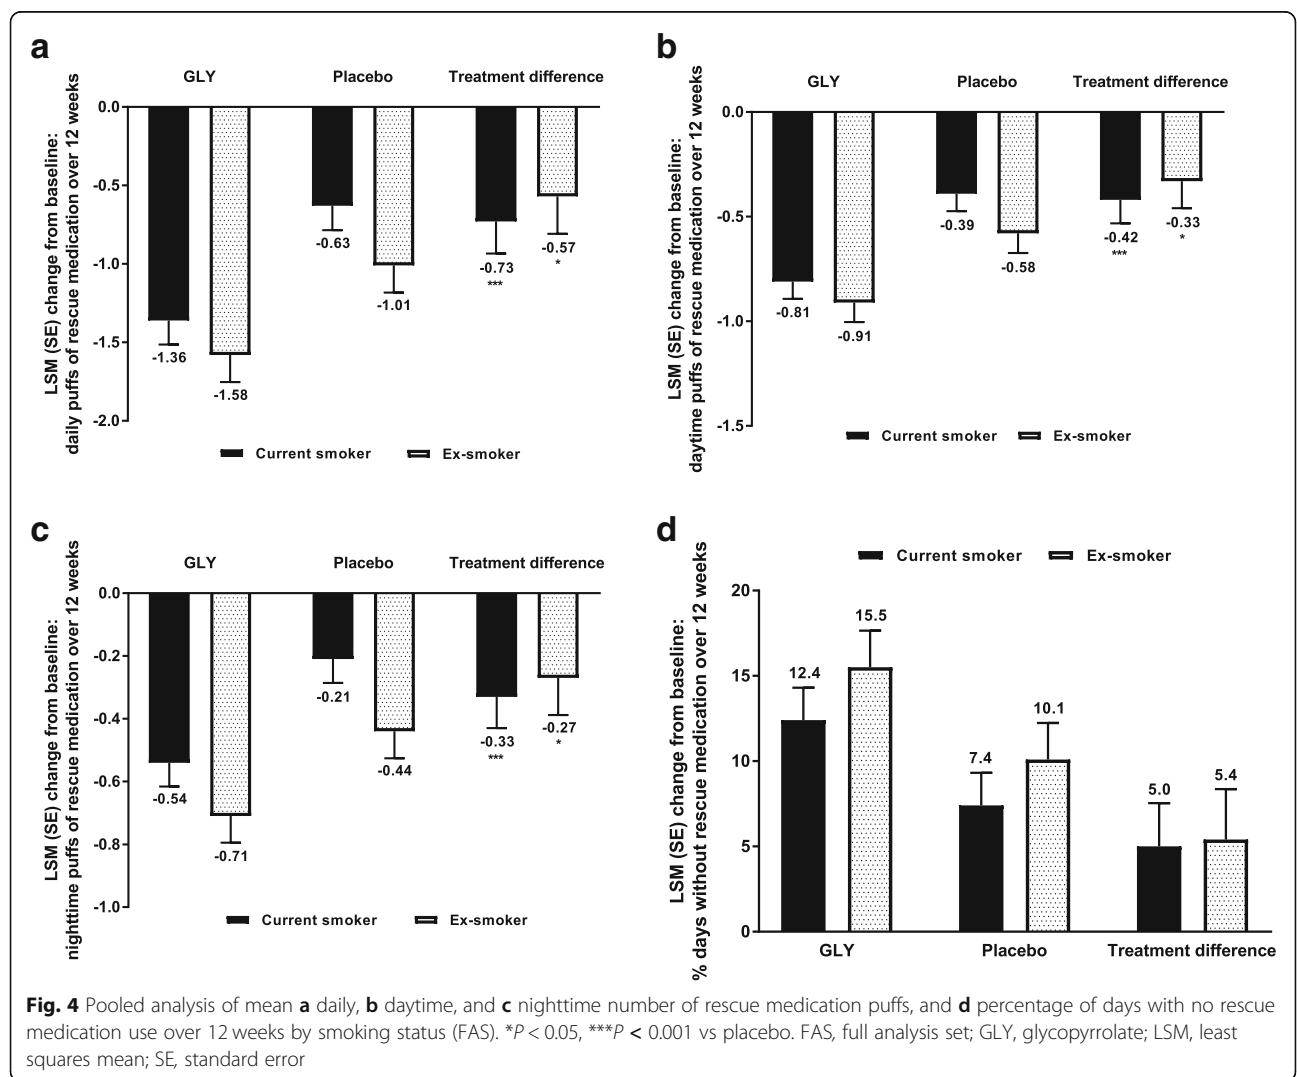 a
GLY Placebo Treatment difference
LSM (SE) change from baseline:
daily puffs of rescue medication over 12 weeks
0.0
-0.5
-1.0
-1.5
-2.0
-1.36
-1.58
-0.63
-1.01
-0.73
***
-0.57
*
Current smoker Ex-smoker
b
GLY Placebo Treatment difference
LSM (SE) change from baseline:
daytime puffs of rescue medication over 12 weeks
0.0
-0.5
-1.0
-1.5
-0.81
-0.91
-0.39
-0.58
-0.42
***
-0.33
*
Current smoker Ex-smoker
c
GLY Placebo Treatment difference
LSM (SE) change from baseline:
nighttime puffs of rescue medication over 12 weeks
0.0
-0.2
-0.4
-0.6
-0.8
-1.0
-0.54
-0.71
-0.21
-0.44
-0.33
***
-0.27
*
Current smoker Ex-smoker
d
Current smoker Ex-smoker
LSM (SE) change from baseline:
% days without rescue medication over 12 weeks
20
15
10
5
0
12.4
15.5
7.4
10.1
5.0
5.4
GLY Placebo Treatment difference
Fig. 4 Pooled analysis of mean a daily, b daytime, and c nighttime number of rescue medication puffs, and d percentage of days with no rescue
medication use over 12 weeks by smoking status (FAS). *P < 0.05, ***P < 0.001 vs placebo. FAS, full analysis set; GLY, glycopyrrolate; LSM, least
squares mean; SE, standard error